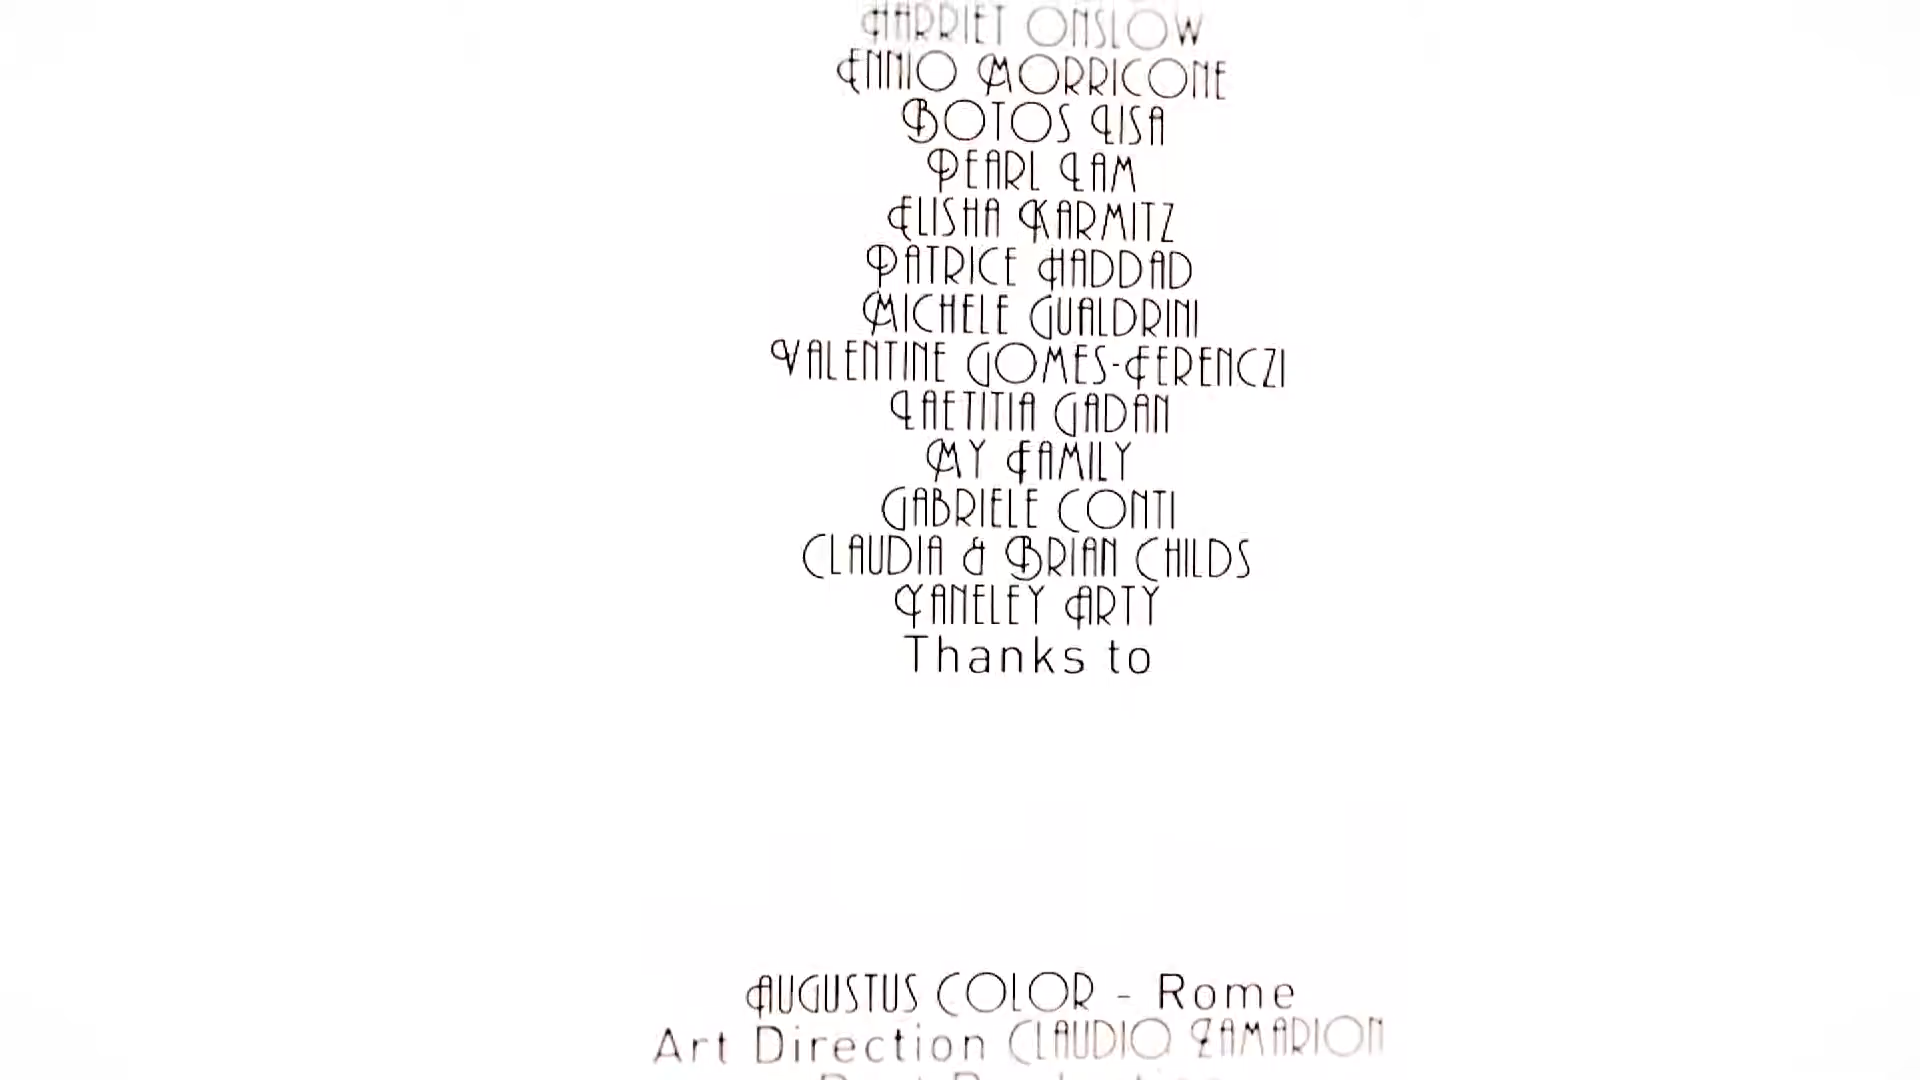 HARRIET ONSLOW
ENNIO MORRICONE
BOTOS LISA
PEARL LAM
ELISHA KARMITZ
PATRICE HADDAD
MICHELE GUALDRINI
VALENTINE GOMES-FERENCZI
LAETITIA GADAN
MY FAMILY
GABRIELE CONTI
CLAUDIA & BRIAN CHILDS
YANELEY ARTY
Thanks to
AUGUSTUS COLOR - Rome
Art Direction CLAUDIO ZAMARION